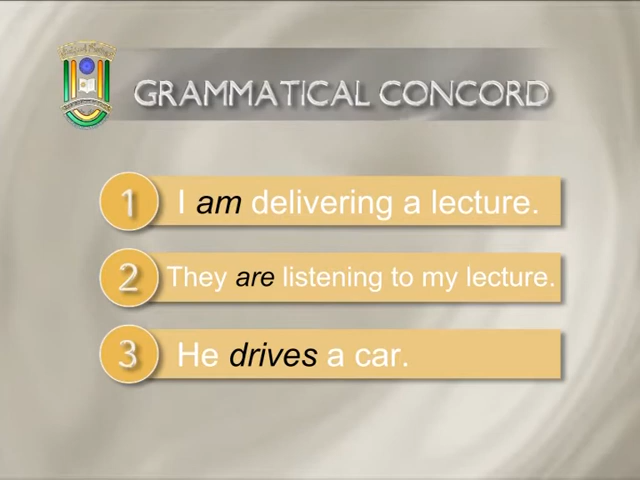 GRAMMATICAL CONCORD
1 I am delivering a lecture.
2 They are listening to my lecture.
3 He drives a car.